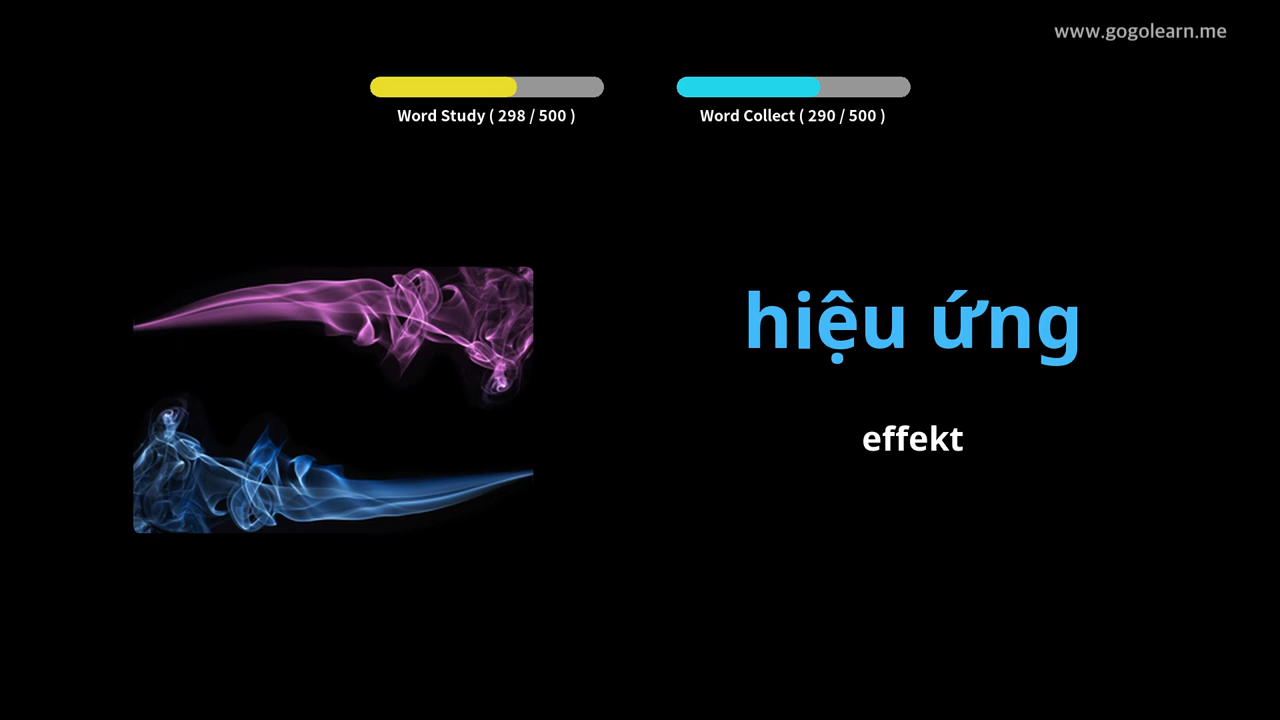 www.gogolearn.me
Word Study ( 298 / 500 )
Word Collect ( 290 / 500 )
hiệu ứng
effekt